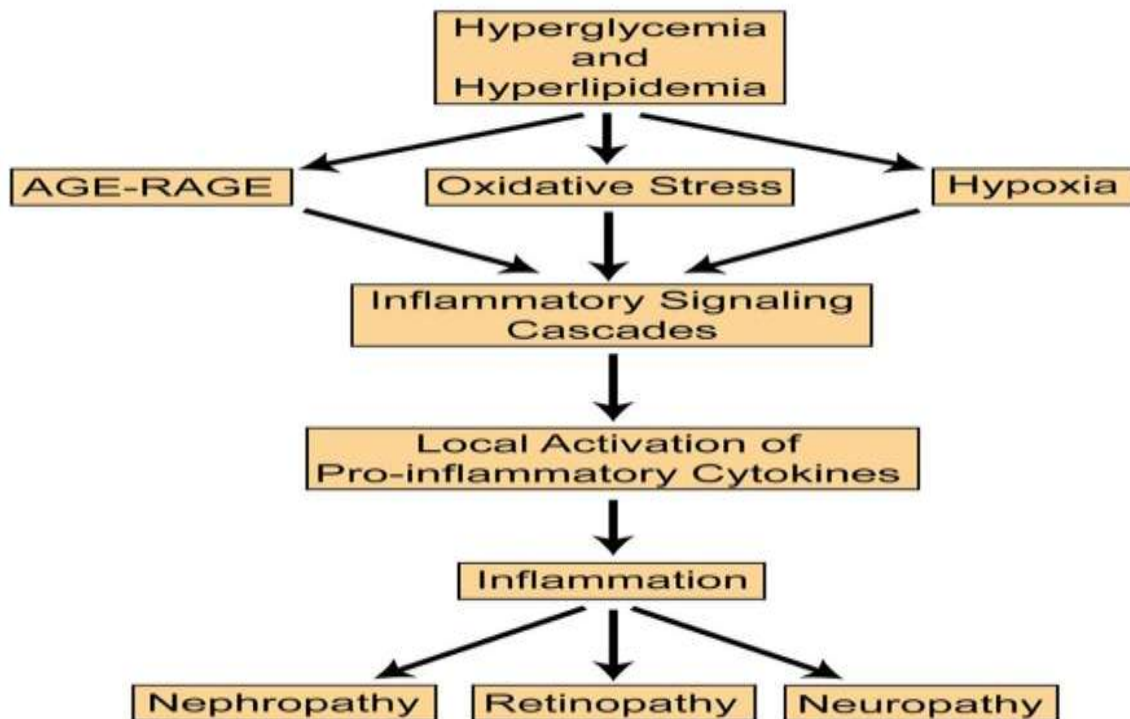 Hyperglycemia
and
Hyperlipidemia
AGE-RAGE
Oxidative Stress
Hypoxia
Inflammatory Signaling
Cascades
Local Activation of
Pro-inflammatory Cytokines
Inflammation
Nephropathy
Retinopathy
Neuropathy